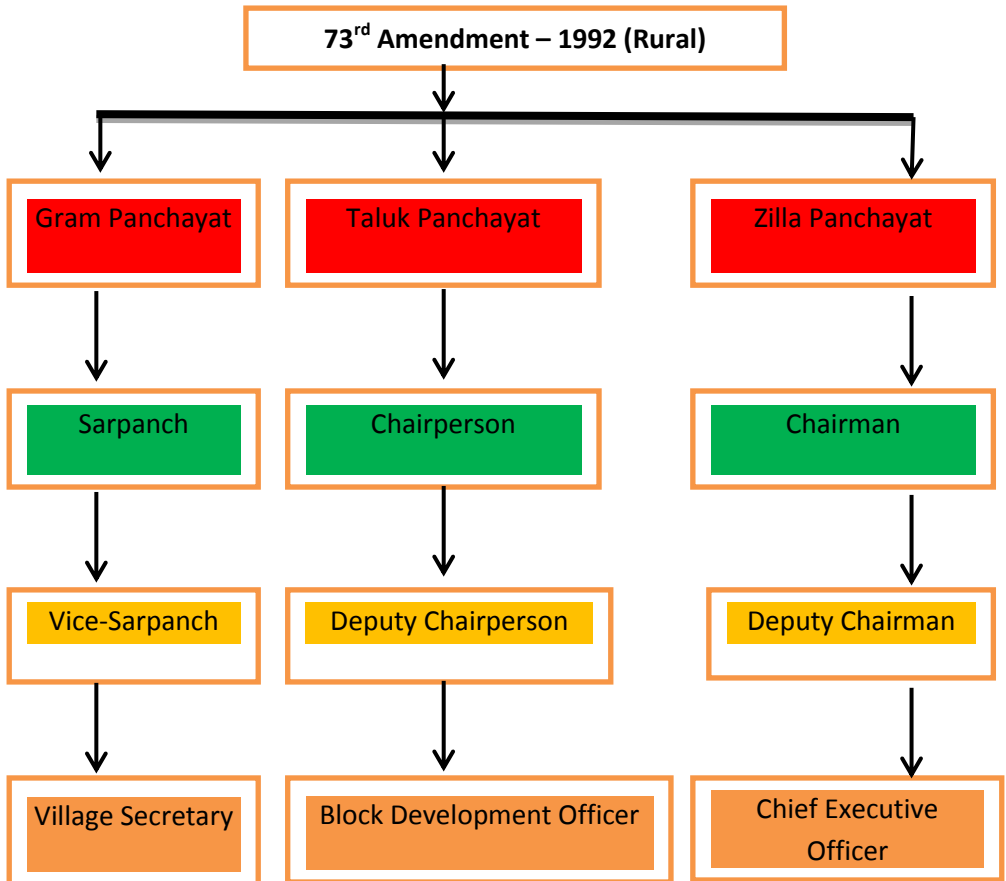 73rd Amendment – 1992 (Rural)
Gram Panchayat
Taluk Panchayat
Zilla Panchayat
Sarpanch
Chairperson
Chairman
Vice-Sarpanch
Deputy Chairperson
Deputy Chairman
Village Secretary
Block Development Officer
Chief Executive
Officer